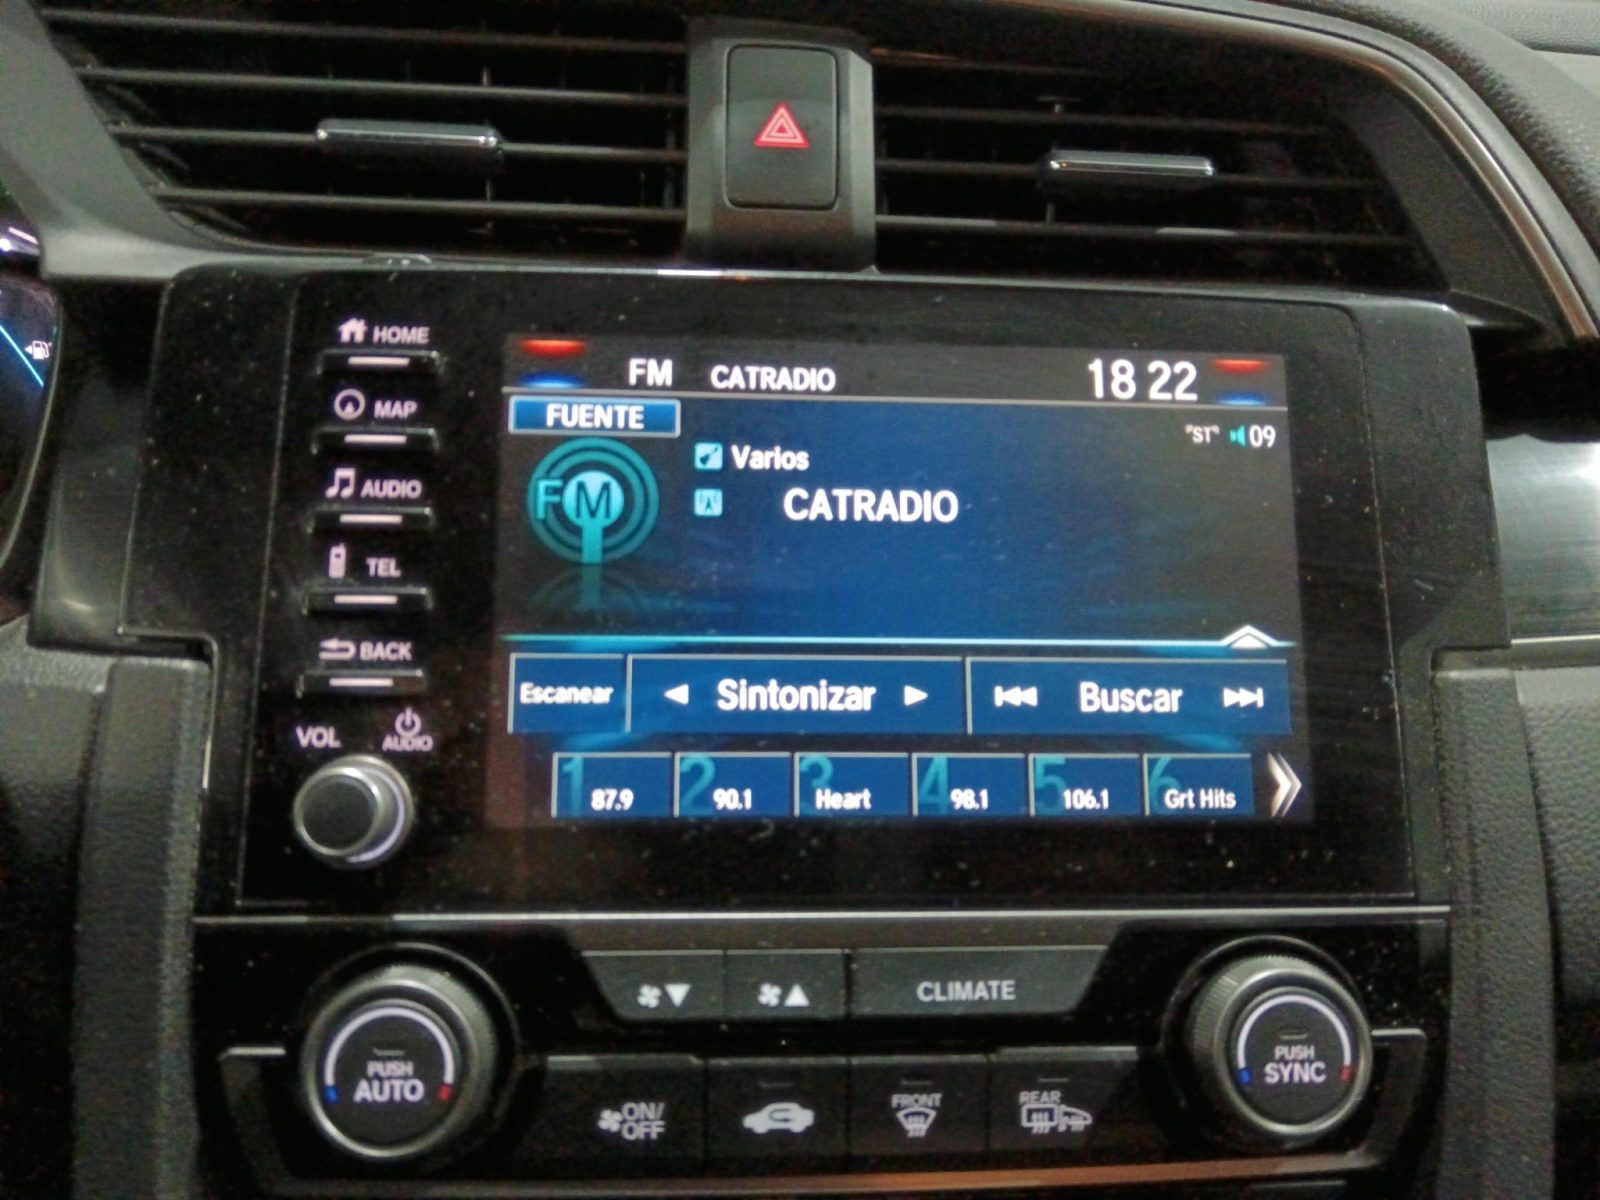 HOME
MAP
AUDIO
TEL
BACK
VOL
AUDIO
FM CATRADIO 18 22
FUENTE
"ST" 09
FM
Varios
CATRADIO
Escanear
Sintonizar
Buscar
1 87.9
2 90.1
3 Heart
4 98.1
5 106.1
6 Grt Hits
CLIMATE
PUSH
AUTO
ON/
OFF
FRONT
REAR
PUSH
SYNC